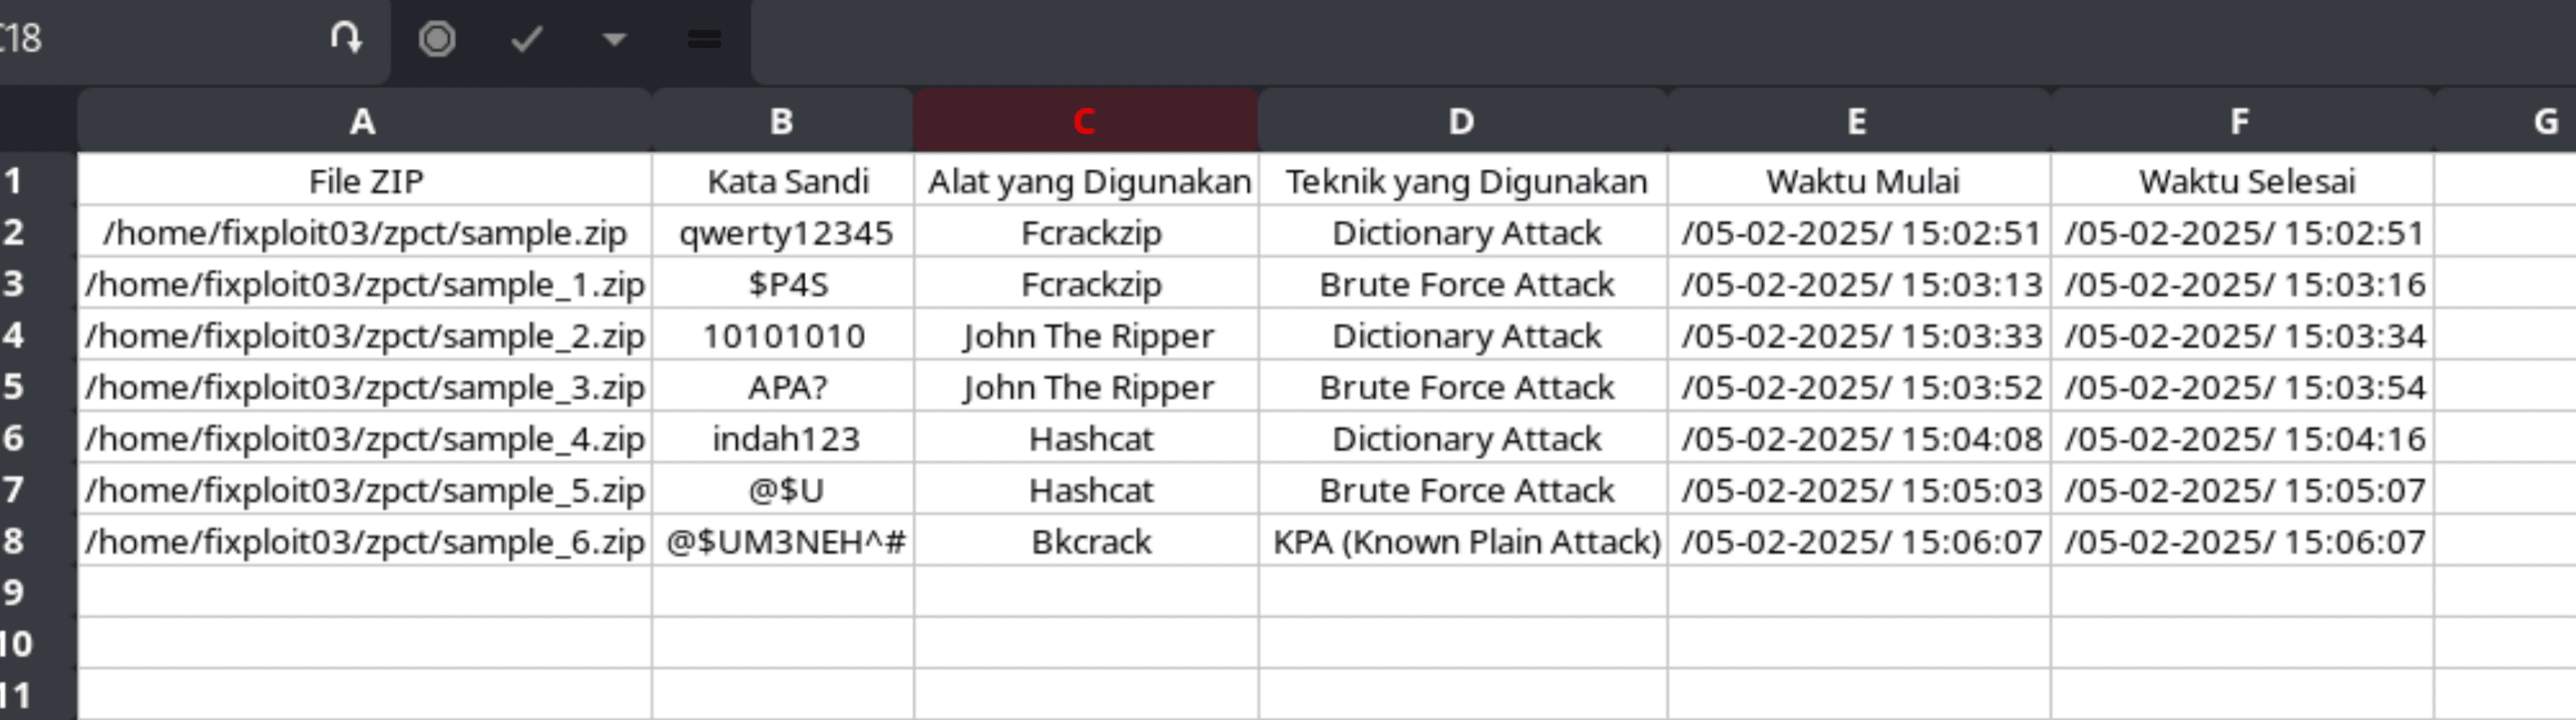 18
A B C D E F G
1 File ZIP Kata Sandi Alat yang Digunakan Teknik yang Digunakan Waktu Mulai Waktu Selesai
2 /home/fixploit03/zpct/sample.zip qwerty12345 Fcrackzip Dictionary Attack /05-02-2025/ 15:02:51 /05-02-2025/ 15:02:51
3 /home/fixploit03/zpct/sample_1.zip $P4S Fcrackzip Brute Force Attack /05-02-2025/ 15:03:13 /05-02-2025/ 15:03:16
4 /home/fixploit03/zpct/sample_2.zip 10101010 John The Ripper Dictionary Attack /05-02-2025/ 15:03:33 /05-02-2025/ 15:03:34
5 /home/fixploit03/zpct/sample_3.zip APA? John The Ripper Brute Force Attack /05-02-2025/ 15:03:52 /05-02-2025/ 15:03:54
6 /home/fixploit03/zpct/sample_4.zip indah123 Hashcat Dictionary Attack /05-02-2025/ 15:04:08 /05-02-2025/ 15:04:16
7 /home/fixploit03/zpct/sample_5.zip @$U Hashcat Brute Force Attack /05-02-2025/ 15:05:03 /05-02-2025/ 15:05:07
8 /home/fixploit03/zpct/sample_6.zip @$UM3NEH^# Bkcrack KPA (Known Plain Attack) /05-02-2025/ 15:06:07 /05-02-2025/ 15:06:07
9
10
11